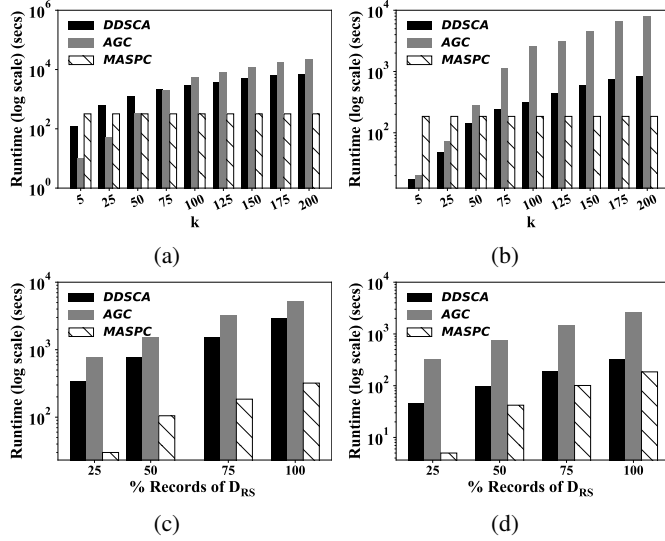 Runtime (log scale) (secs)
10^6
10^4
10^2
10^0
DDSCA
AGC
MASPC
5 25 50 75 100 125 150 175 200
k
(a)
Runtime (log scale) (secs)
10^4
10^3
10^2
DDSCA
AGC
MASPC
5 25 50 75 100 125 150 175 200
k
(b)
Runtime (log scale) (secs)
10^4
10^3
10^2
DDSCA
AGC
MASPC
25 50 75 100
% Records of D_RS
(c)
Runtime (log scale) (secs)
10^4
10^3
10^2
10^1
DDSCA
AGC
MASPC
25 50 75 100
% Records of D_RS
(d)